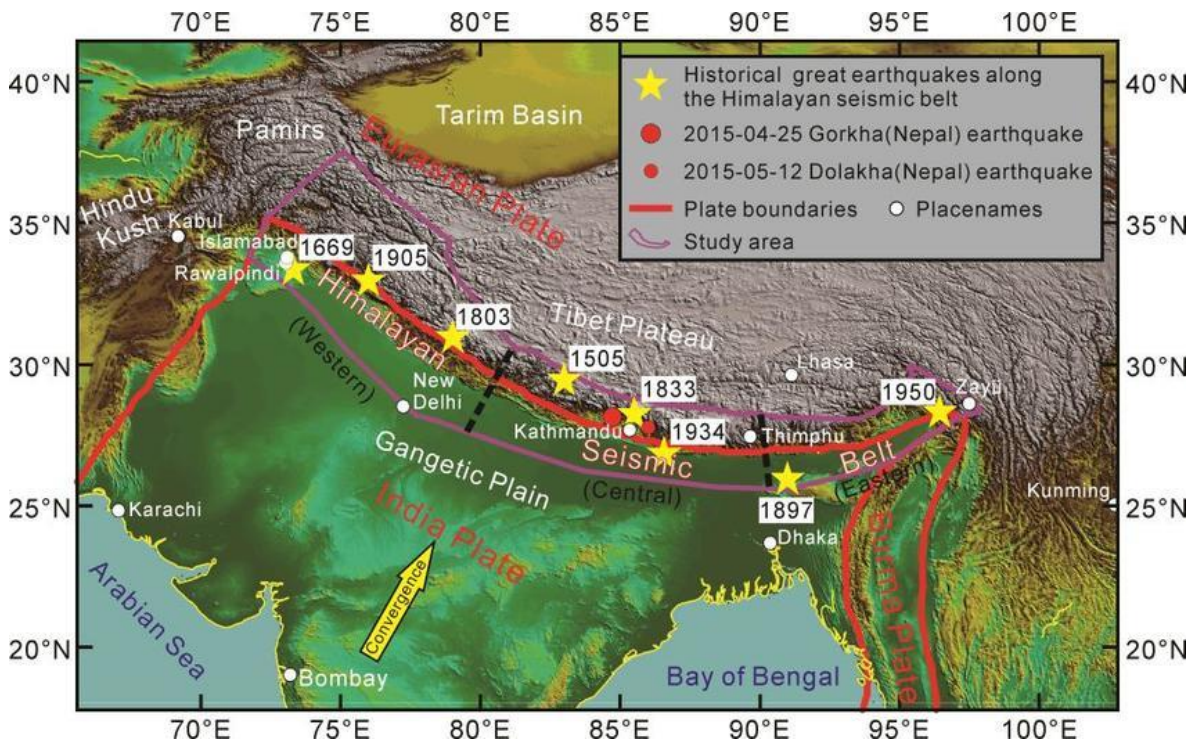 70°E 75°E 80°E 85°E 90°E 95°E 100°E
40°N
35°N
30°N
25°N
20°N
Historical great earthquakes along
the Himalayan seismic belt
2015-04-25 Gorkha(Nepal) earthquake
2015-05-12 Dolakha(Nepal) earthquake
Plate boundaries
Placenames
Study area
Pamirs
Tarim Basin
Eurasian Plate
Hindu
Kush
Kabul
Islamabad
Rawalpindi
1669
1905
1803
1505
1833
1934
1950
1897
Himalayan
Seismic
Belt
(Western)
(Central)
(Eastern)
Tibet Plateau
Lhasa
Zayu
New
Delhi
Kathmandu
Thimphu
Gangetic Plain
India Plate
Convergence
Burma Plate
Kunming
Karachi
Dhaka
Arabian Sea
Bombay
Bay of Bengal
40°N
35°N
30°N
25°N
20°N
70°E 75°E 80°E 85°E 90°E 95°E 100°E